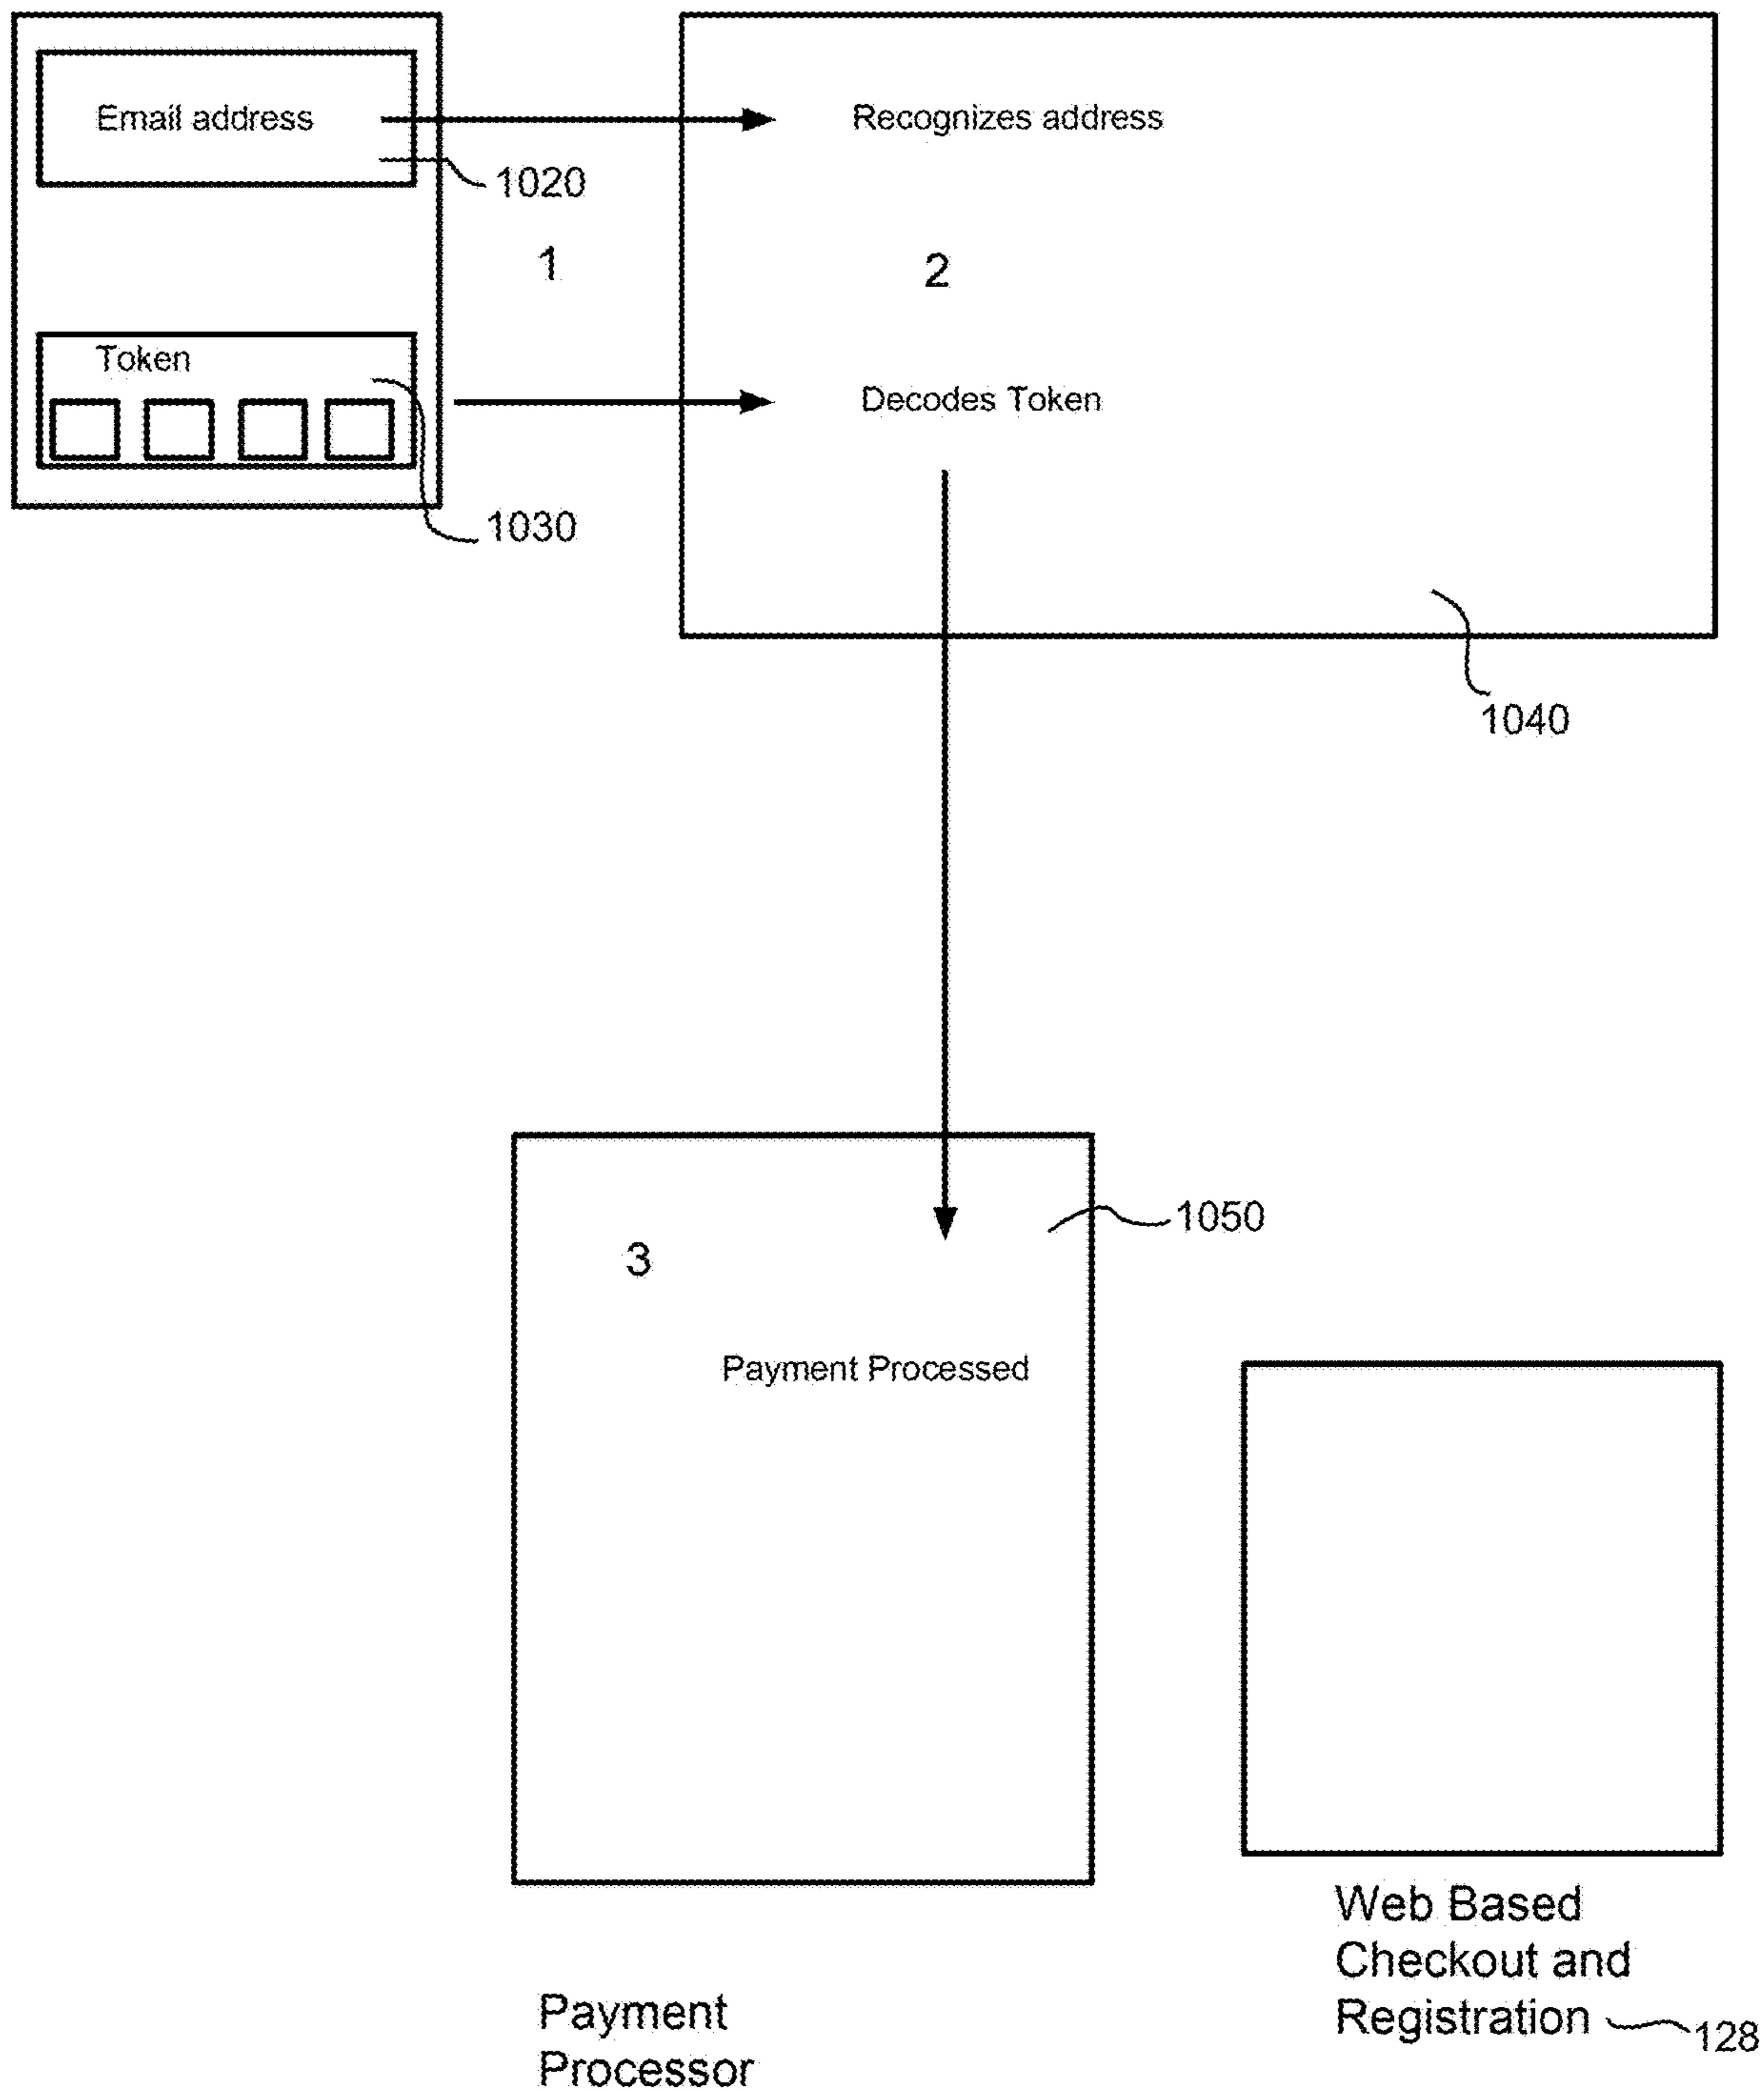 Email address
Recognizes address
1020
1
2
Token
Decodes Token
1030
1040
1050
3
Payment Processed
Web Based
Checkout and
Registration
128
Payment
Processor